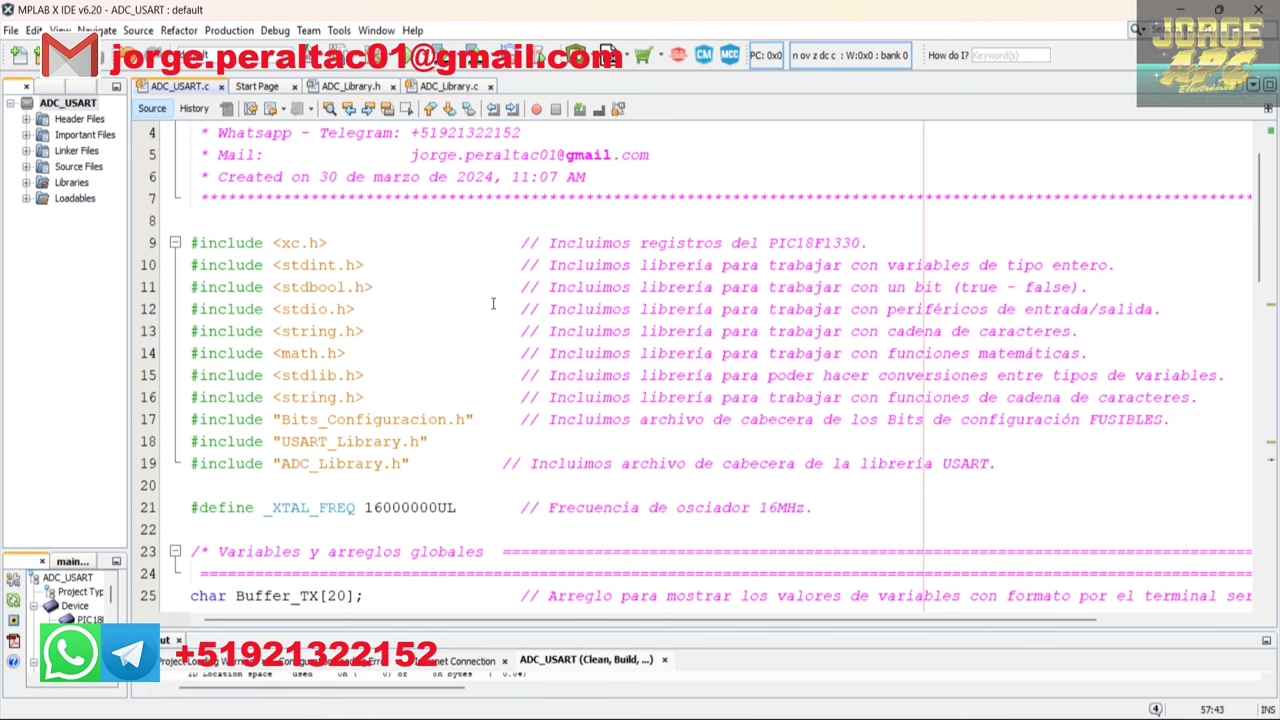 MPLAB X IDE v6.20 - ADC_USART : default
File Edit View Navigate Source Refactor Production Debug Team Tools Window Help
jorge.peraltac01@gmail.com
PC: 0x0
n ov z dc c : W:0x0 : bank 0
How do I?
Keyword(s)
JORGE
APC
Electrónica
ADC_USART.c
Start Page
ADC_Library.h
ADC_Library.c
ADC_USART
Header Files
Important Files
Linker Files
Source Files
Libraries
Loadables
Source History
4 * Whatsapp - Telegram: +51921322152
5 * Mail: jorge.peraltac01@gmail.com
6 * Created on 30 de marzo de 2024, 11:07 AM
7
8
9 #include <xc.h> // Incluimos registros del PIC18F1330.
10 #include <stdint.h> // Incluimos librería para trabajar con variables de tipo entero.
11 #include <stdbool.h> // Incluimos librería para trabajar con un bit (true - false).
12 #include <stdio.h> // Incluimos librería para trabajar con periféricos de entrada/salida.
13 #include <string.h> // Incluimos librería para trabajar con cadena de caracteres.
14 #include <math.h> // Incluimos librería para trabajar con funciones matemáticas.
15 #include <stdlib.h> // Incluimos librería para poder hacer conversiones entre tipos de variables.
16 #include <string.h> // Incluimos librería para trabajar con funciones de cadena de caracteres.
17 #include "Bits_Configuracion.h" // Incluimos archivo de cabecera de los Bits de configuración FUSIBLES.
18 #include "USART_Library.h"
19 #include "ADC_Library.h" // Incluimos archivo de cabecera de la librería USART.
20
21 #define _XTAL_FREQ 16000000UL // Frecuencia de osciador 16MHz.
22
23 /* Variables y arreglos globales
24
25 char Buffer_TX[20]; // Arreglo para mostrar los valores de variables con formato por el terminal ser
main...
ADC_USART
Project Typ
Device
PIC18
+51921322152
ADC_USART (Clean, Build, ...)
57:43
INS